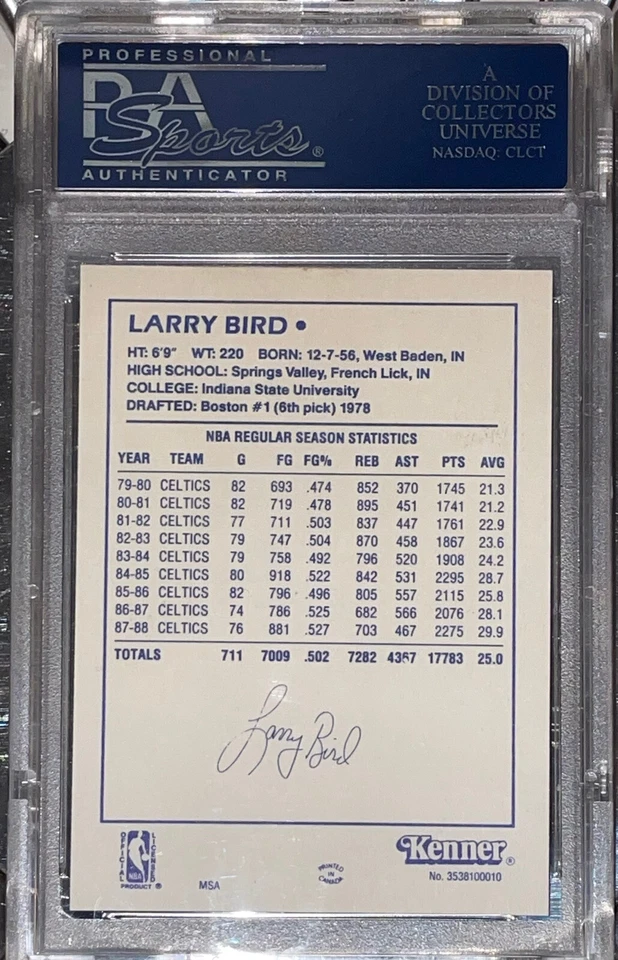 PROFESSIONAL
PSA
Sports®
AUTHENTICATOR
A
DIVISION OF
COLLECTORS
UNIVERSE
NASDAQ: CLCT
LARRY BIRD •
HT: 6'9" WT: 220 BORN: 12-7-56, West Baden, IN
HIGH SCHOOL: Springs Valley, French Lick, IN
COLLEGE: Indiana State University
DRAFTED: Boston #1 (6th pick) 1978
NBA REGULAR SEASON STATISTICS
YEAR TEAM G FG FG% REB AST PTS AVG
79-80 CELTICS 82 693 .474 852 370 1745 21.3
80-81 CELTICS 82 719 .478 895 451 1741 21.2
81-82 CELTICS 77 711 .503 837 447 1761 22.9
82-83 CELTICS 79 747 .504 870 458 1867 23.6
83-84 CELTICS 79 758 .492 796 520 1908 24.2
84-85 CELTICS 80 918 .522 842 531 2295 28.7
85-86 CELTICS 82 796 .496 805 557 2115 25.8
86-87 CELTICS 74 786 .525 682 566 2076 28.1
87-88 CELTICS 76 881 .527 703 467 2275 29.9
TOTALS 711 7009 .502 7282 4367 17783 25.0
Larry Bird
OFFICIAL LICENSED
NBA
PRODUCT ®
MSA
PRINTED
IN
CANADA
Kenner®
No. 3538100010